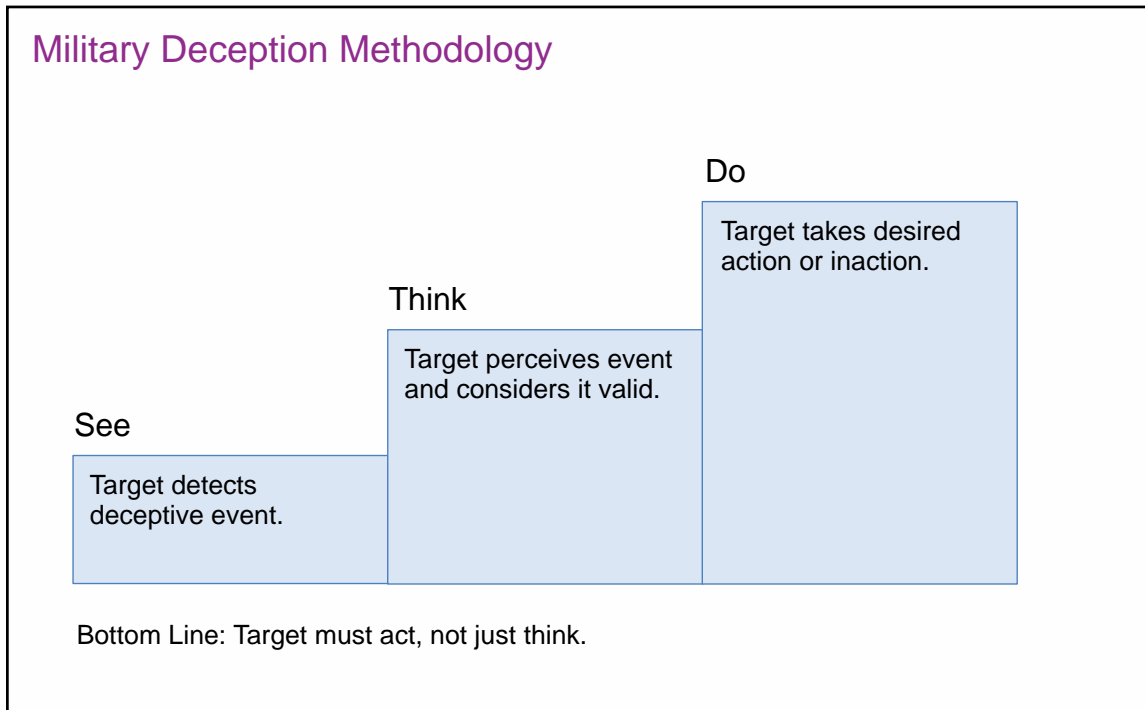 Military Deception Methodology
Do
Target takes desired
action or inaction.
Think
Target perceives event
and considers it valid.
See
Target detects
deceptive event.
Bottom Line: Target must act, not just think.